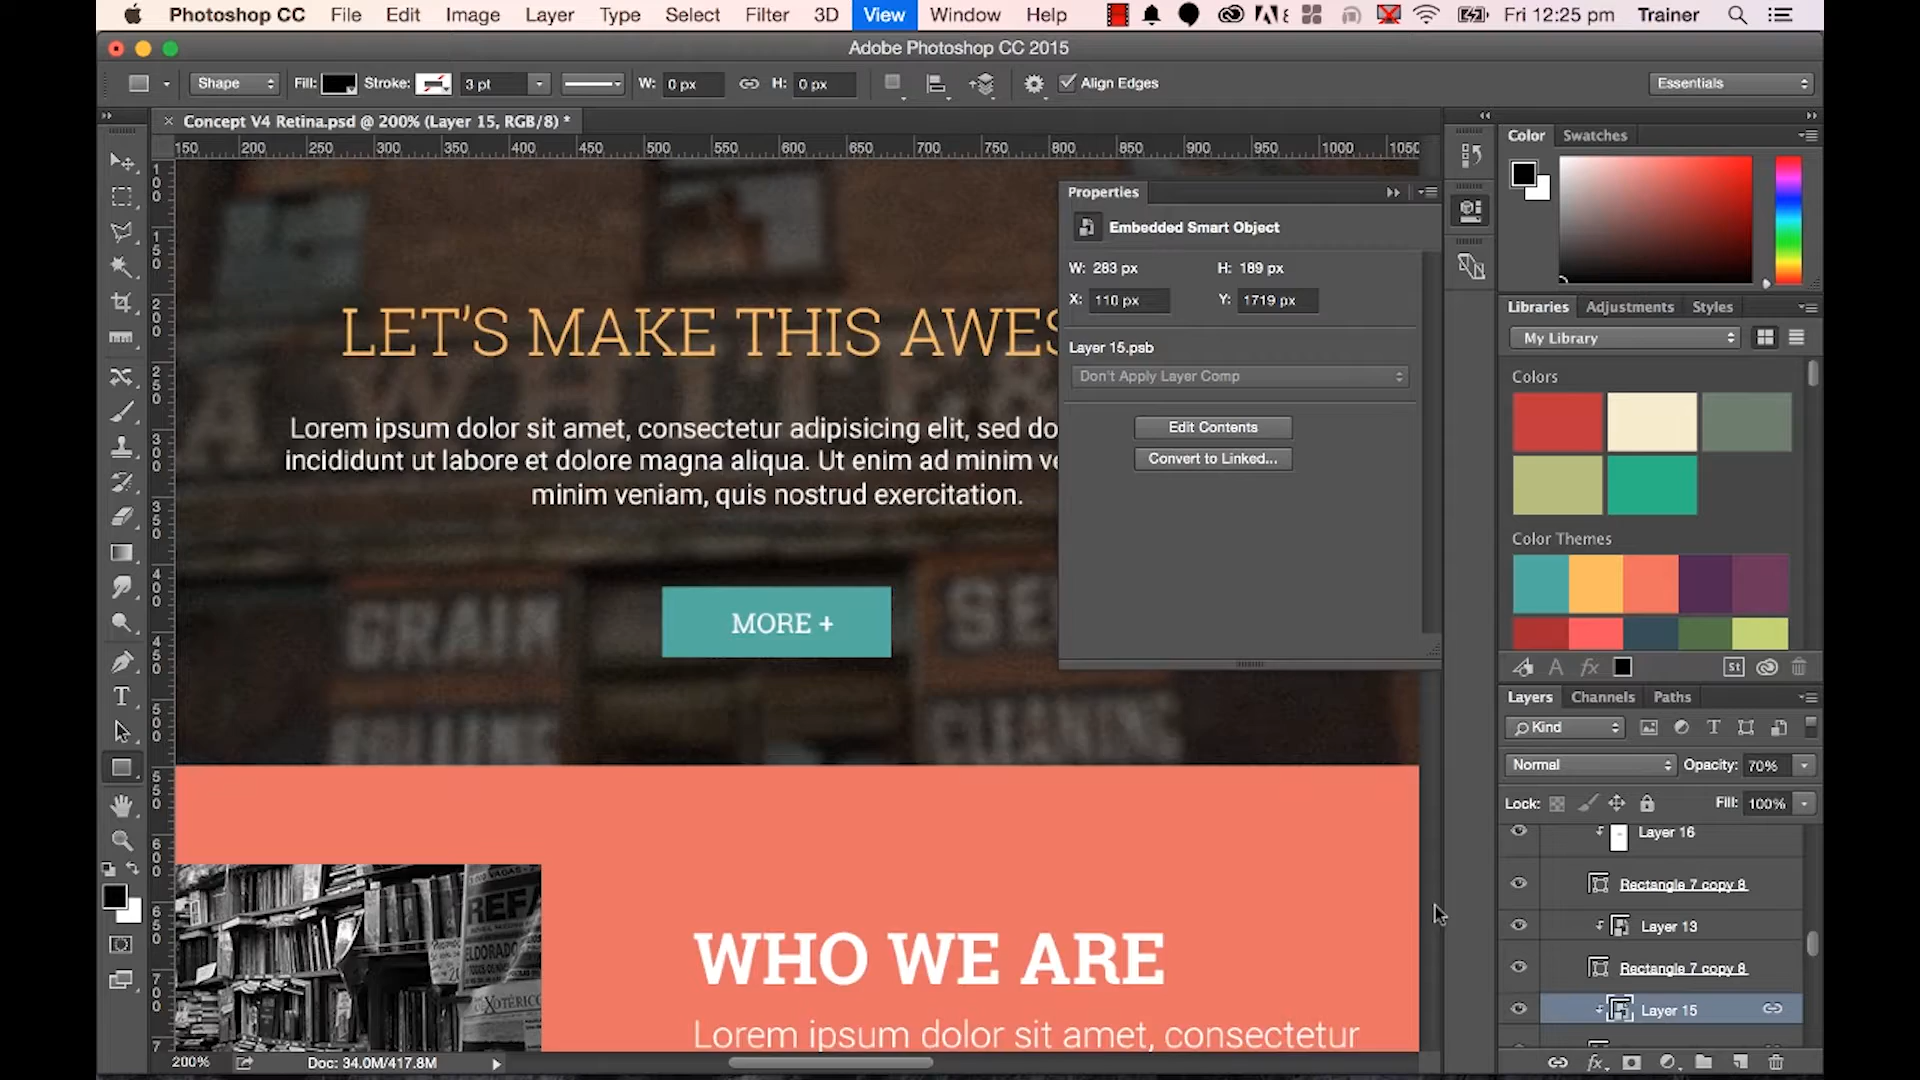 Photoshop CC File Edit Image Layer Type Select Filter 3D View Window Help Fri 12:25 pm Trainer
Adobe Photoshop CC 2015
Shape Fill: Stroke: 3 pt W: 0 px H: 0 px Align Edges Essentials
Concept V4 Retina.psd @ 200% (Layer 15, RGB/8) *
150 200 250 300 350 400 450 500 550 600 650 700 750 800 850 900 950 1000 1050
Color Swatches
Properties
Embedded Smart Object
W: 283 px H: 189 px
X: 110 px Y: 1719 px
Layer 15.psb
Don't Apply Layer Comp
Edit Contents
Convert to Linked...
Libraries Adjustments Styles
My Library
Colors
Color Themes
St
LET'S MAKE THIS AWES
Lorem ipsum dolor sit amet, consectetur adipisicing elit, sed do
incididunt ut labore et dolore magna aliqua. Ut enim ad minim ve
minim veniam, quis nostrud exercitation.
GRAIN
MORE +
CLEANING
WHO WE ARE
Lorem ipsum dolor sit amet, consectetur
REFA
ELDORADO
XOTÉRICO
Layers Channels Paths
Kind
Normal Opacity: 70%
Lock: Fill: 100%
Layer 16
Rectangle 7 copy 8
Layer 13
Rectangle 7 copy 8
Layer 15
200% Doc: 34.0M/417.8M